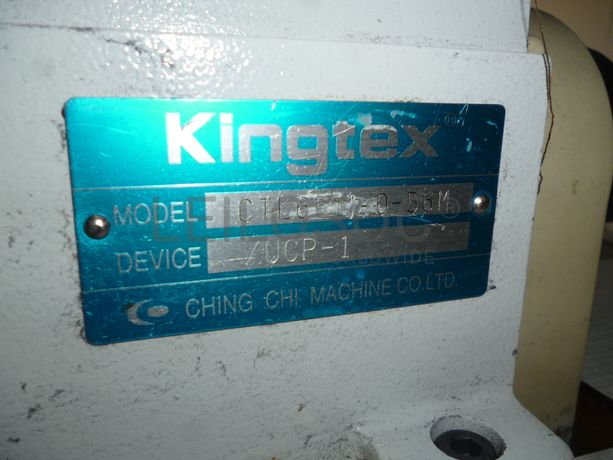 Kingtex
MODEL
DEVICE /UCP-1
CHING CHI MACHINE CO.LTD.